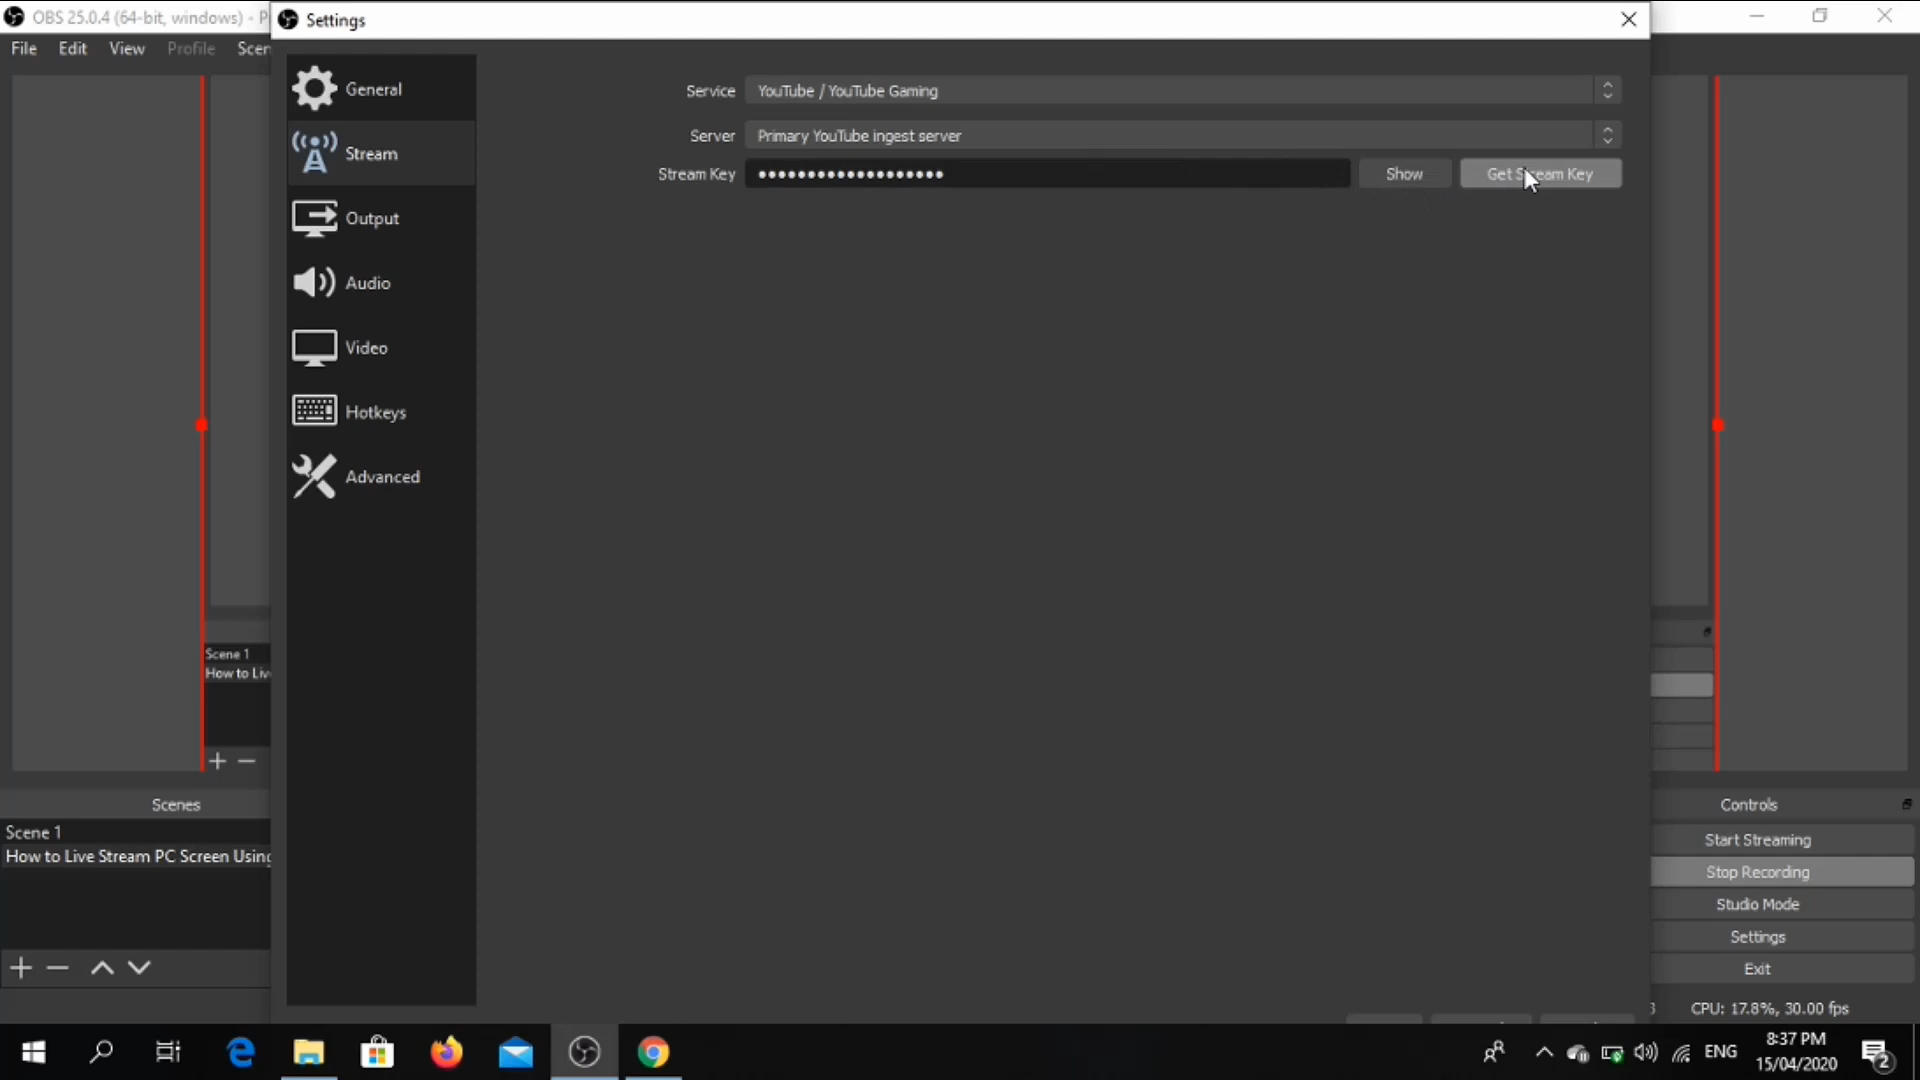 OBS 25.0.4 (64-bit, windows) - P
Settings
File Edit View Profile Scen
General
Stream
Output
Audio
Video
Hotkeys
Advanced
Service YouTube / YouTube Gaming
Server Primary YouTube ingest server
Stream Key ••••••••••••••••••• Show Get Stream Key
Scene 1
How to Liv
Scenes
Scene 1
How to Live Stream PC Screen Using
Controls
Start Streaming
Stop Recording
Studio Mode
Settings
Exit
CPU: 17.8%, 30.00 fps
ENG
8:37 PM
15/04/2020
2